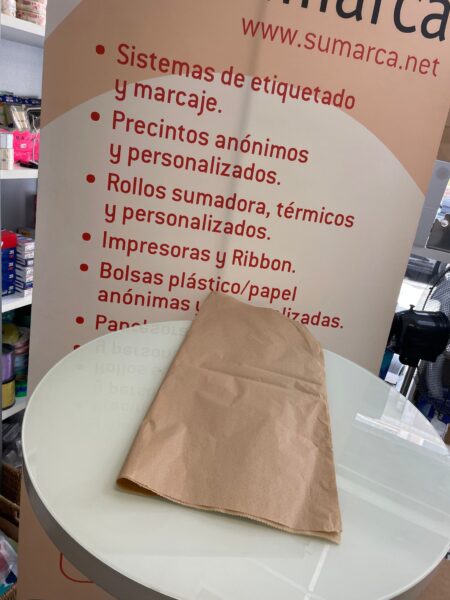 www.sumarca.net
• Sistemas de etiquetado
y marcaje.
• Precintos anónimos
y personalizados.
• Rollos sumadora, térmicos
y personalizados.
• Impresoras y Ribbon.
• Bolsas plástico/papel
anónimas y